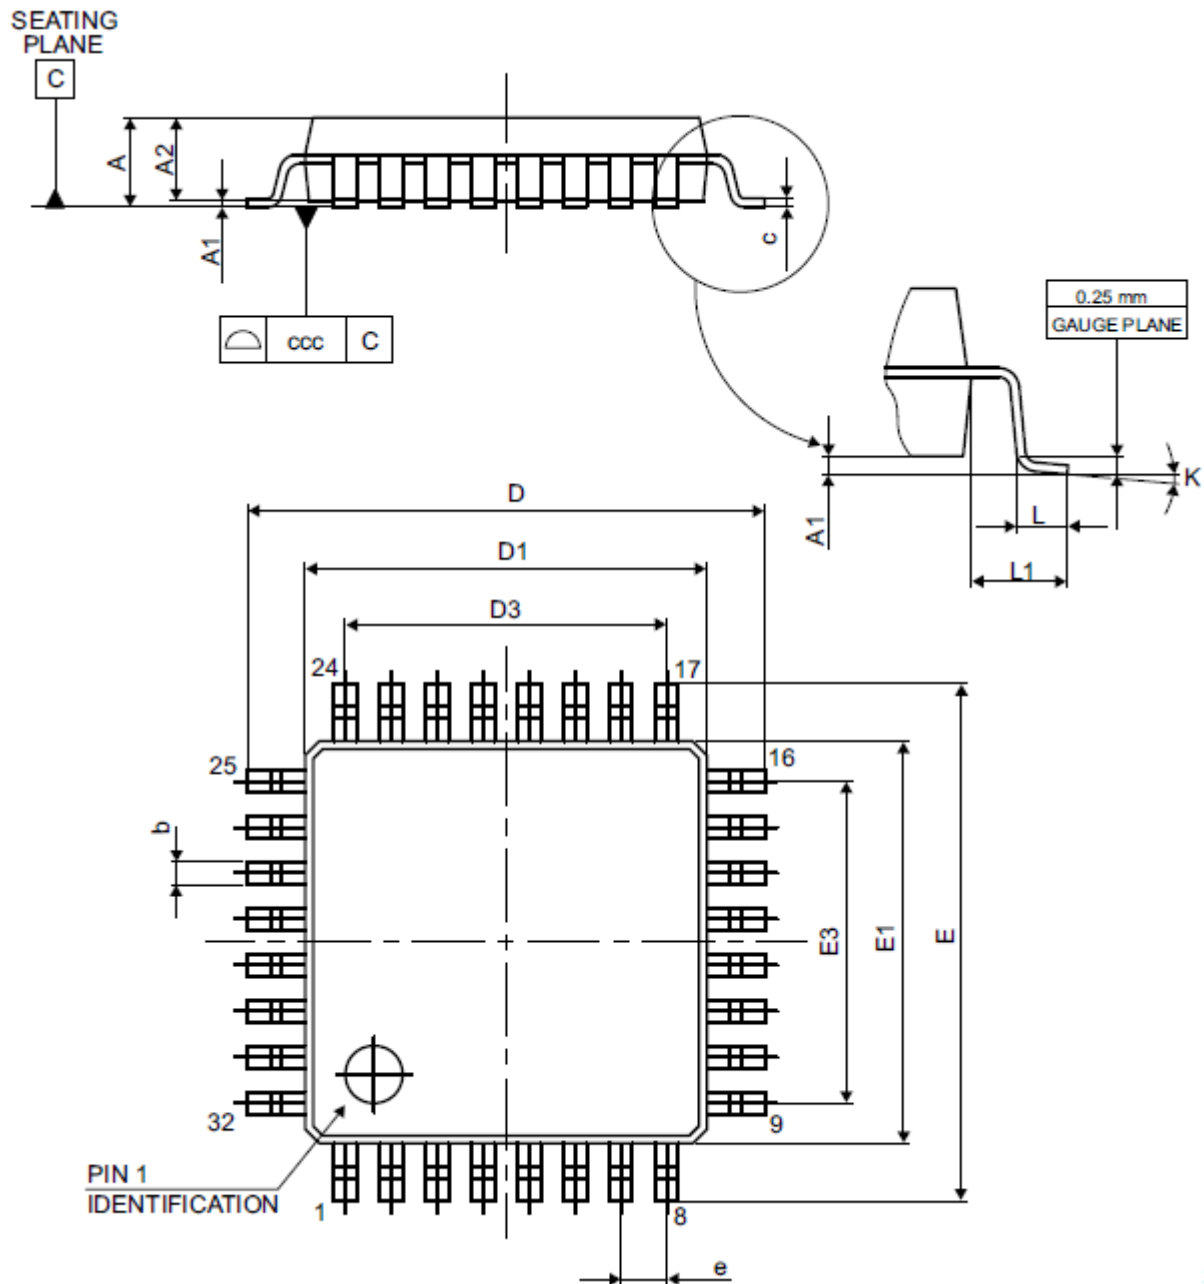 SEATING
PLANE
C
A
A2
A1
c
ccc C
0.25 mm
GAUGE PLANE
K
A1
L
L1
D
D1
D3
24
17
25
16
b
E3
E1
E
32
9
PIN 1
IDENTIFICATION
1
8
e